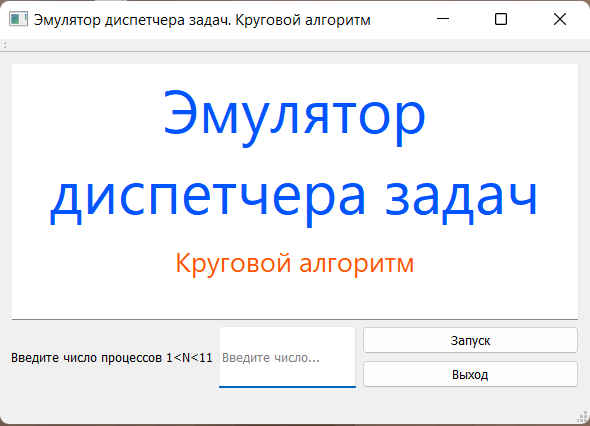 Эмулятор диспетчера задач. Круговой алгоритм
Эмулятор
диспетчера задач
Круговой алгоритм
Введите число процессов 1<N<11
Введите число...
Запуск
Выход